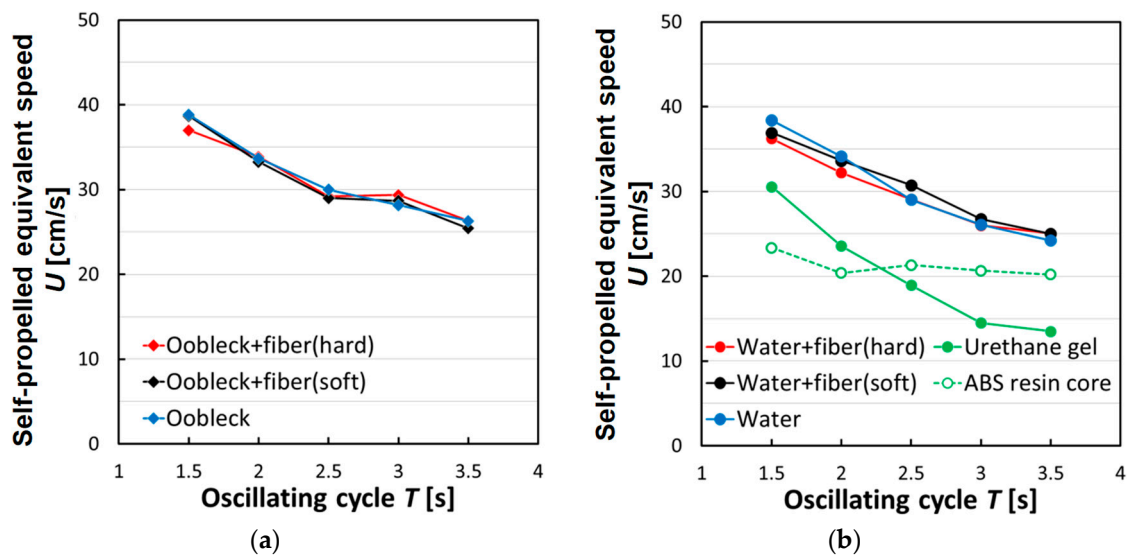 50
40
30
20
10
0
Self-propelled equivalent speed
U [cm/s]
Oobleck+fiber(hard)
Oobleck+fiber(soft)
Oobleck
1 1.5 2 2.5 3 3.5 4
Oscillating cycle T [s]
(a)
50
40
30
20
10
0
Self-propelled equivalent speed
U [cm/s]
Water+fiber(hard) Urethane gel
Water+fiber(soft) ABS resin core
Water
1 1.5 2 2.5 3 3.5 4
Oscillating cycle T [s]
(b)